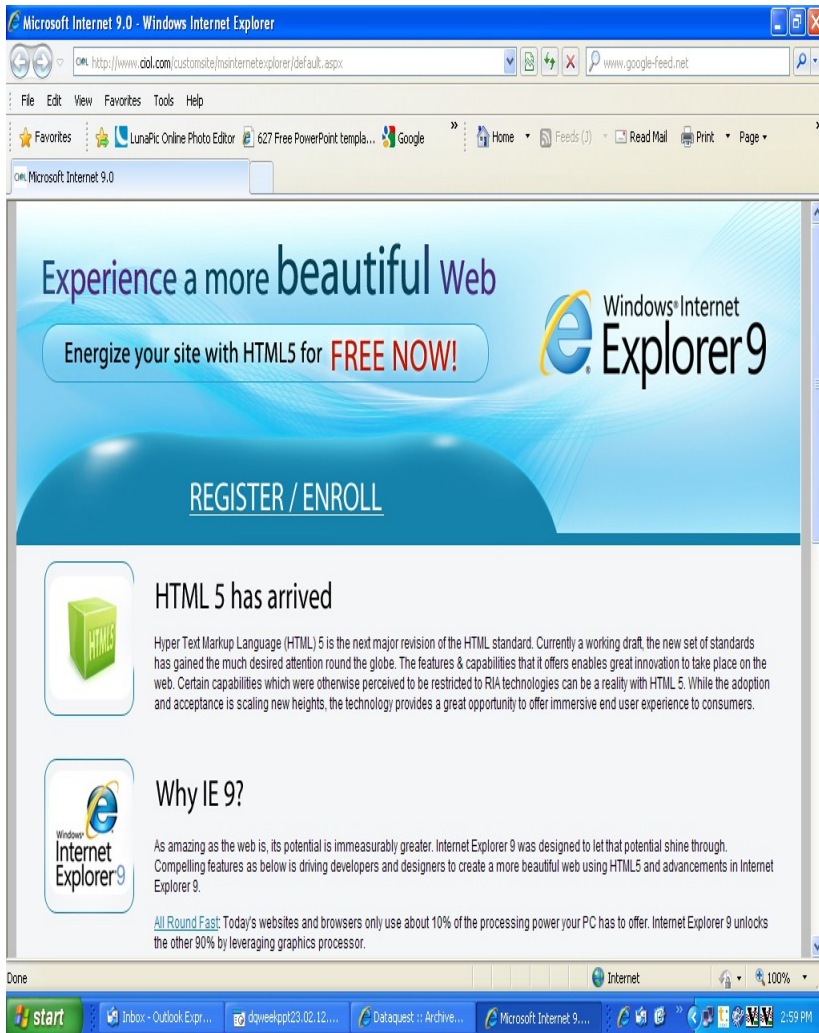 Microsoft Internet 9.0 - Windows Internet Explorer
http://www.ciol.com/customsite/msinternetexplorer/default.aspx www.google-feed.net
File Edit View Favorites Tools Help
Favorites LunaPic Online Photo Editor 627 Free PowerPoint templa... Google » Home Feeds (J) Read Mail Print Page »
Microsoft Internet 9.0
Experience a more beautiful Web
Energize your site with HTML5 for FREE NOW!
Windows® Internet
Explorer 9
REGISTER / ENROLL
HTML5
HTML 5 has arrived
Hyper Text Markup Language (HTML) 5 is the next major revision of the HTML standard. Currently a working draft, the new set of standards
has gained the much desired attention round the globe. The features & capabilities that it offers enables great innovation to take place on the
web. Certain capabilities which were otherwise perceived to be restricted to RIA technologies can be a reality with HTML 5. While the adoption
and acceptance is scaling new heights, the technology provides a great opportunity to offer immersive end user experience to consumers.
Windows
Internet
Explorer 9
Why IE 9?
As amazing as the web is, its potential is immeasurably greater. Internet Explorer 9 was designed to let that potential shine through.
Compelling features as below is driving developers and designers to create a more beautiful web using HTML5 and advancements in Internet
Explorer 9.
All Round Fast: Today's websites and browsers only use about 10% of the processing power your PC has to offer. Internet Explorer 9 unlocks
the other 90% by leveraging graphics processor.
Done Internet 100%
start Inbox - Outlook Expr... dqweekppt23.02.12.... Dataquest :: Archive... Microsoft Internet 9.... » 2:59 PM